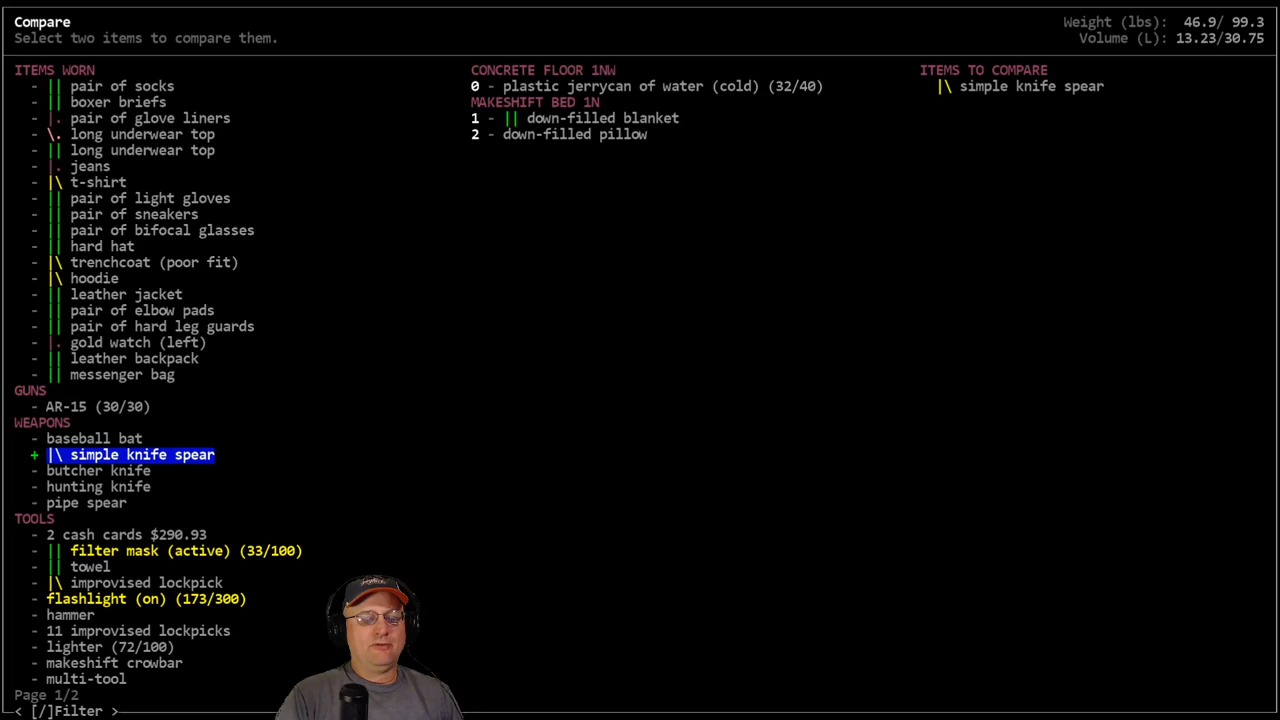 Compare
Select two items to compare them.
Weight (lbs): 46.9/ 99.3
Volume (L): 13.23/30.75
ITEMS WORN
- || pair of socks
- || boxer briefs
- |. pair of glove liners
- \. long underwear top
- || long underwear top
- |. jeans
- |\ t-shirt
- || pair of light gloves
- || pair of sneakers
- || pair of bifocal glasses
- || hard hat
- |\ trenchcoat (poor fit)
- |\ hoodie
- || leather jacket
- || pair of elbow pads
- || pair of hard leg guards
- |. gold watch (left)
- || leather backpack
- || messenger bag
GUNS
- AR-15 (30/30)
WEAPONS
- baseball bat
+ |\ simple knife spear
- butcher knife
- hunting knife
- pipe spear
TOOLS
- 2 cash cards $290.93
- || filter mask (active) (33/100)
- || towel
- |\ improvised lockpick
- flashlight (on) (173/300)
- hammer
- 11 improvised lockpicks
- lighter (72/100)
- makeshift crowbar
- multi-tool
Page 1/2
< [/]Filter >
CONCRETE FLOOR 1NW
0 - plastic jerrycan of water (cold) (32/40)
MAKESHIFT BED 1N
1 - || down-filled blanket
2 - down-filled pillow
ITEMS TO COMPARE
|\ simple knife spear